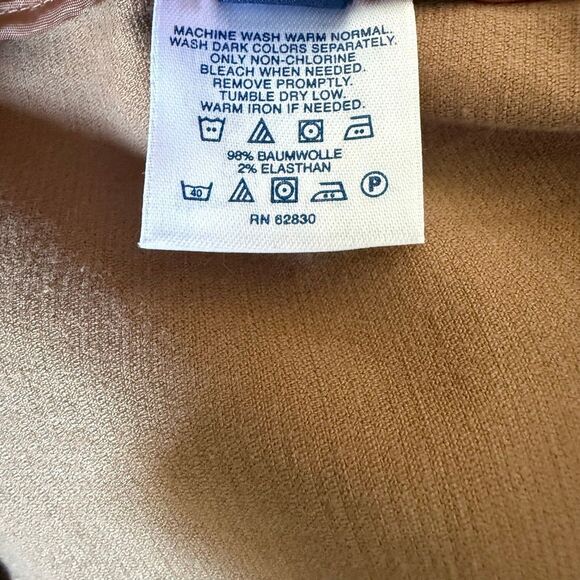 MACHINE WASH WARM NORMAL.
WASH DARK COLORS SEPARATELY.
ONLY NON-CHLORINE
BLEACH WHEN NEEDED.
REMOVE PROMPTLY.
TUMBLE DRY LOW.
WARM IRON IF NEEDED.
98% BAUMWOLLE
2% ELASTHAN
40 P
RN 62830